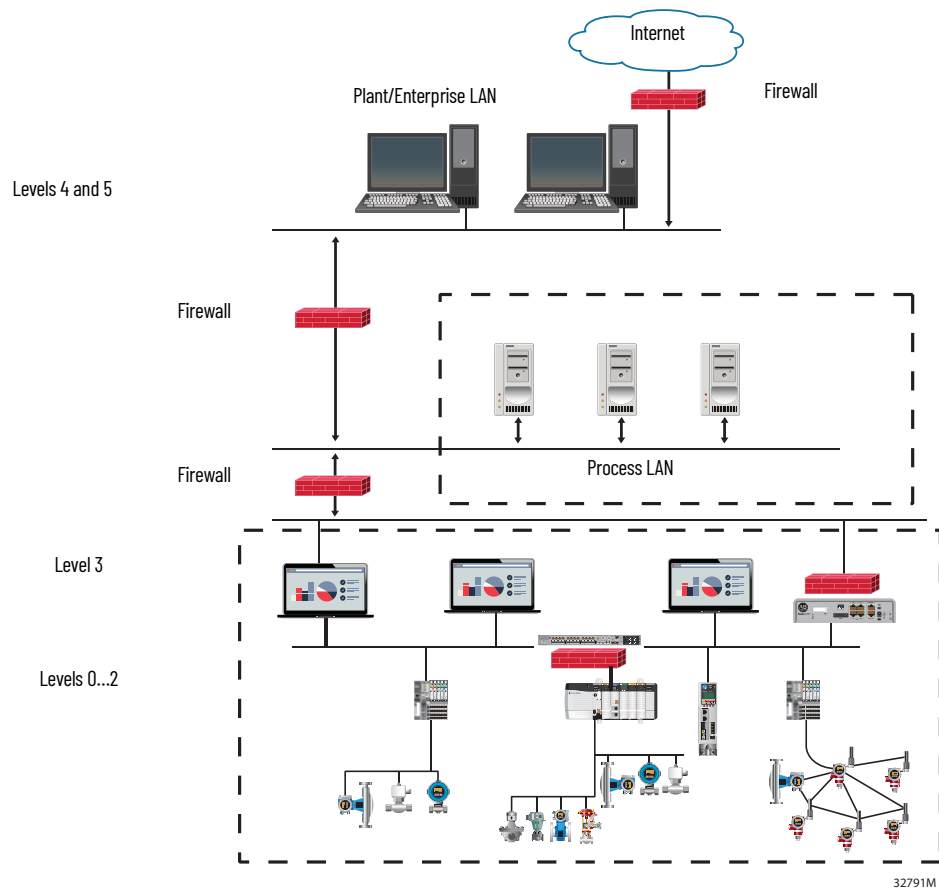 Internet
Plant/Enterprise LAN
Firewall
Levels 4 and 5
Firewall
Process LAN
Firewall
Level 3
Levels 0...2
32791M